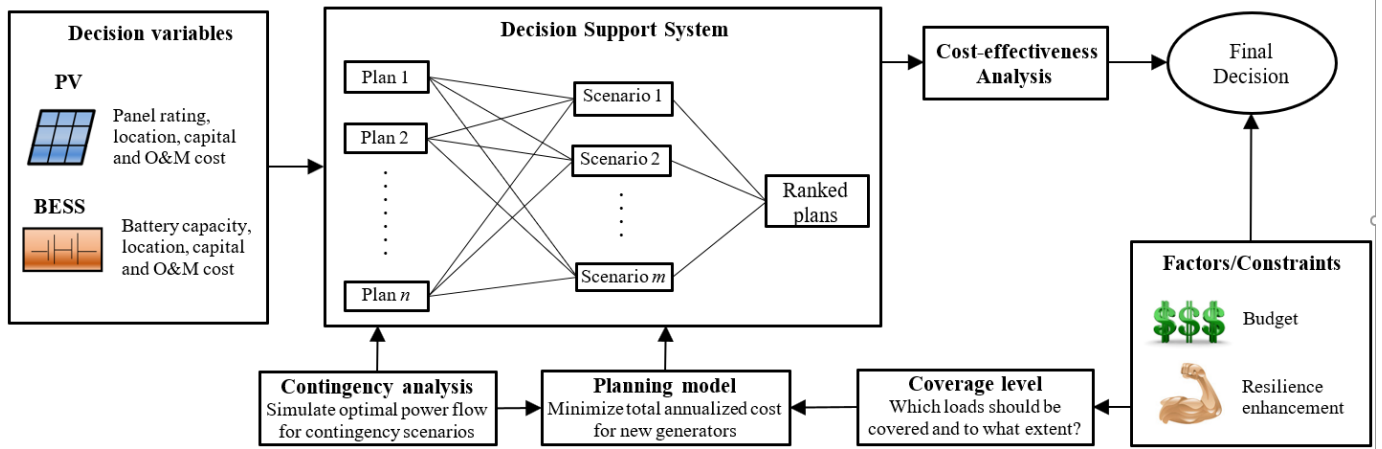 Decision variables
PV
Panel rating,
location, capital
and O&M cost
BESS
Battery capacity,
location, capital
and O&M cost
Decision Support System
Plan 1
Plan 2
Plan n
Scenario 1
Scenario 2
Scenario m
Ranked
plans
Cost-effectiveness
Analysis
Final
Decision
Contingency analysis
Simulate optimal power flow
for contingency scenarios
Planning model
Minimize total annualized cost
for new generators
Coverage level
Which loads should be
covered and to what extent?
Factors/Constraints
$$$
Budget
Resilience
enhancement